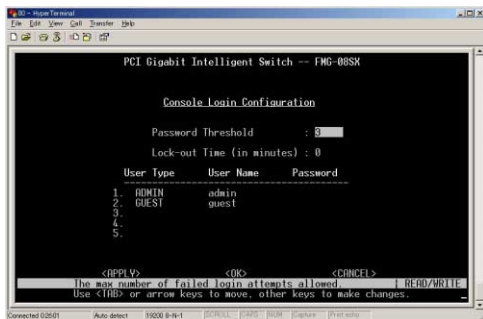 80 - HyperTerminal
File Edit View Call Transfer Help
PCI Gigabit Intelligent Switch -- FMG-08SX
Console Login Configuration
Password Threshold : 3
Lock-out Time (in minutes) : 0
User Type User Name Password
1. ADMIN admin
2. GUEST guest
3.
4.
5.
<APPLY> <OK> <CANCEL>
The max number of failed login attempts allowed. | READ/WRITE
Use <TAB> or arrow keys to move, other keys to make changes.
Connected 0:26:01 Auto detect 19200 8-N-1 SCROLL CAPS NUM Capture Print echo